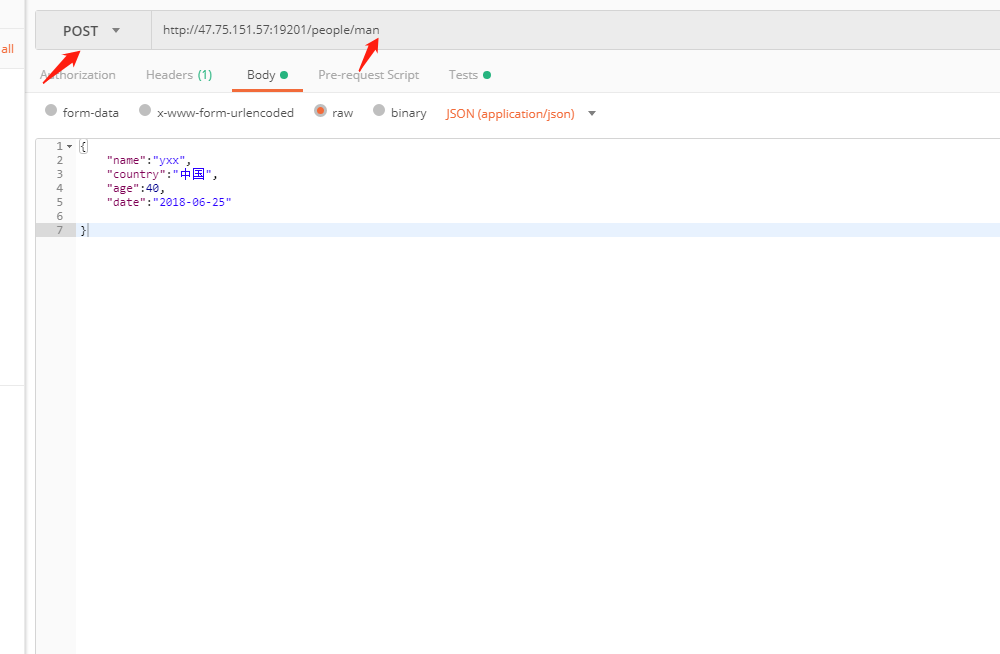 POST http://47.75.151.57:19201/people/man
all
Authorization Headers (1) Body Pre-request Script Tests
form-data x-www-form-urlencoded raw binary JSON (application/json)
1 {
2 "name":"yxx",
3 "country":"中国",
4 "age":40,
5 "date":"2018-06-25"
6
7 }